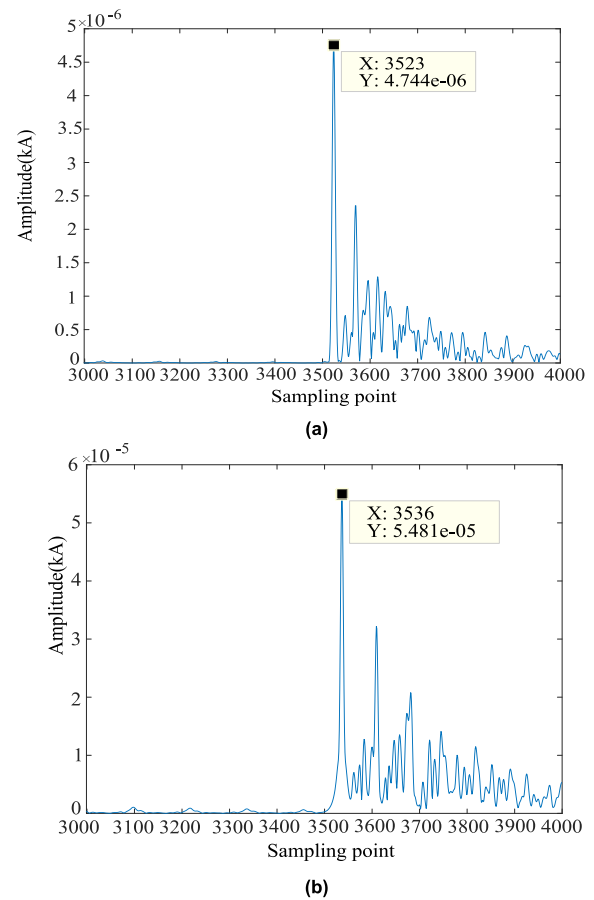 5×10 -6
X: 3523
Y: 4.744e-06
4.5
4
3.5
3
2.5
2
1.5
1
0.5
0
Amplitude(kA)
3000 3100 3200 3300 3400 3500 3600 3700 3800 3900 4000
Sampling point
(a)
6×10 -5
X: 3536
Y: 5.481e-05
5
4
3
2
1
0
Amplitude(kA)
3000 3100 3200 3300 3400 3500 3600 3700 3800 3900 4000
Sampling point
(b)